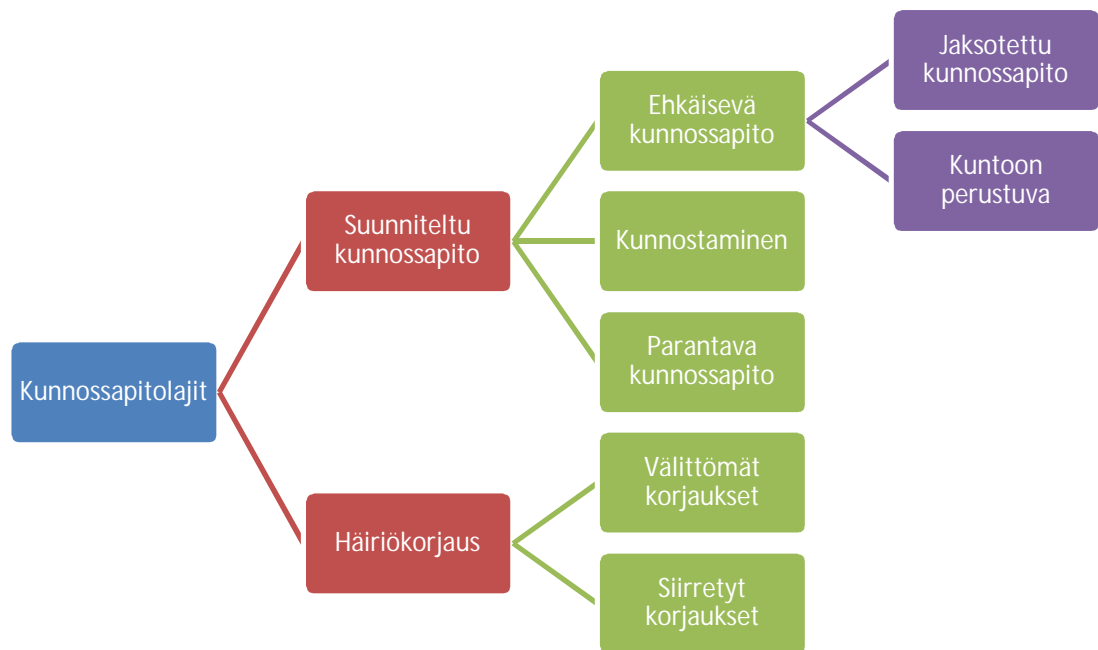 Jaksotettu
kunnossapito
Ehkäisevä
kunnossapito
Kuntoon
perustuva
Suunniteltu
kunnossapito
Kunnostaminen
Parantava
kunnossapito
Kunnossapitolajit
Välittömät
korjaukset
Häiriökorjaus
Siirretyt
korjaukset